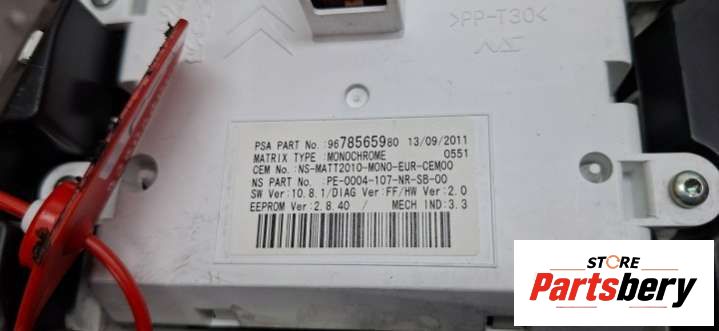 >PP-T30<
PSA PART No.:9678565980 13/09/2011
MATRIX TYPE :MONOCHROME 0551
CEM No.:NS-MATT2010-MONO-EUR-CEM00
NS PART No. :PE-0004-107-NR-SB-00
SW Ver:10.8.1/DIAG Ver:FF/HW Ver:2.0
EEPROM Ver:2.8.40 / MECH IND:3.3
STORE
Partsbery